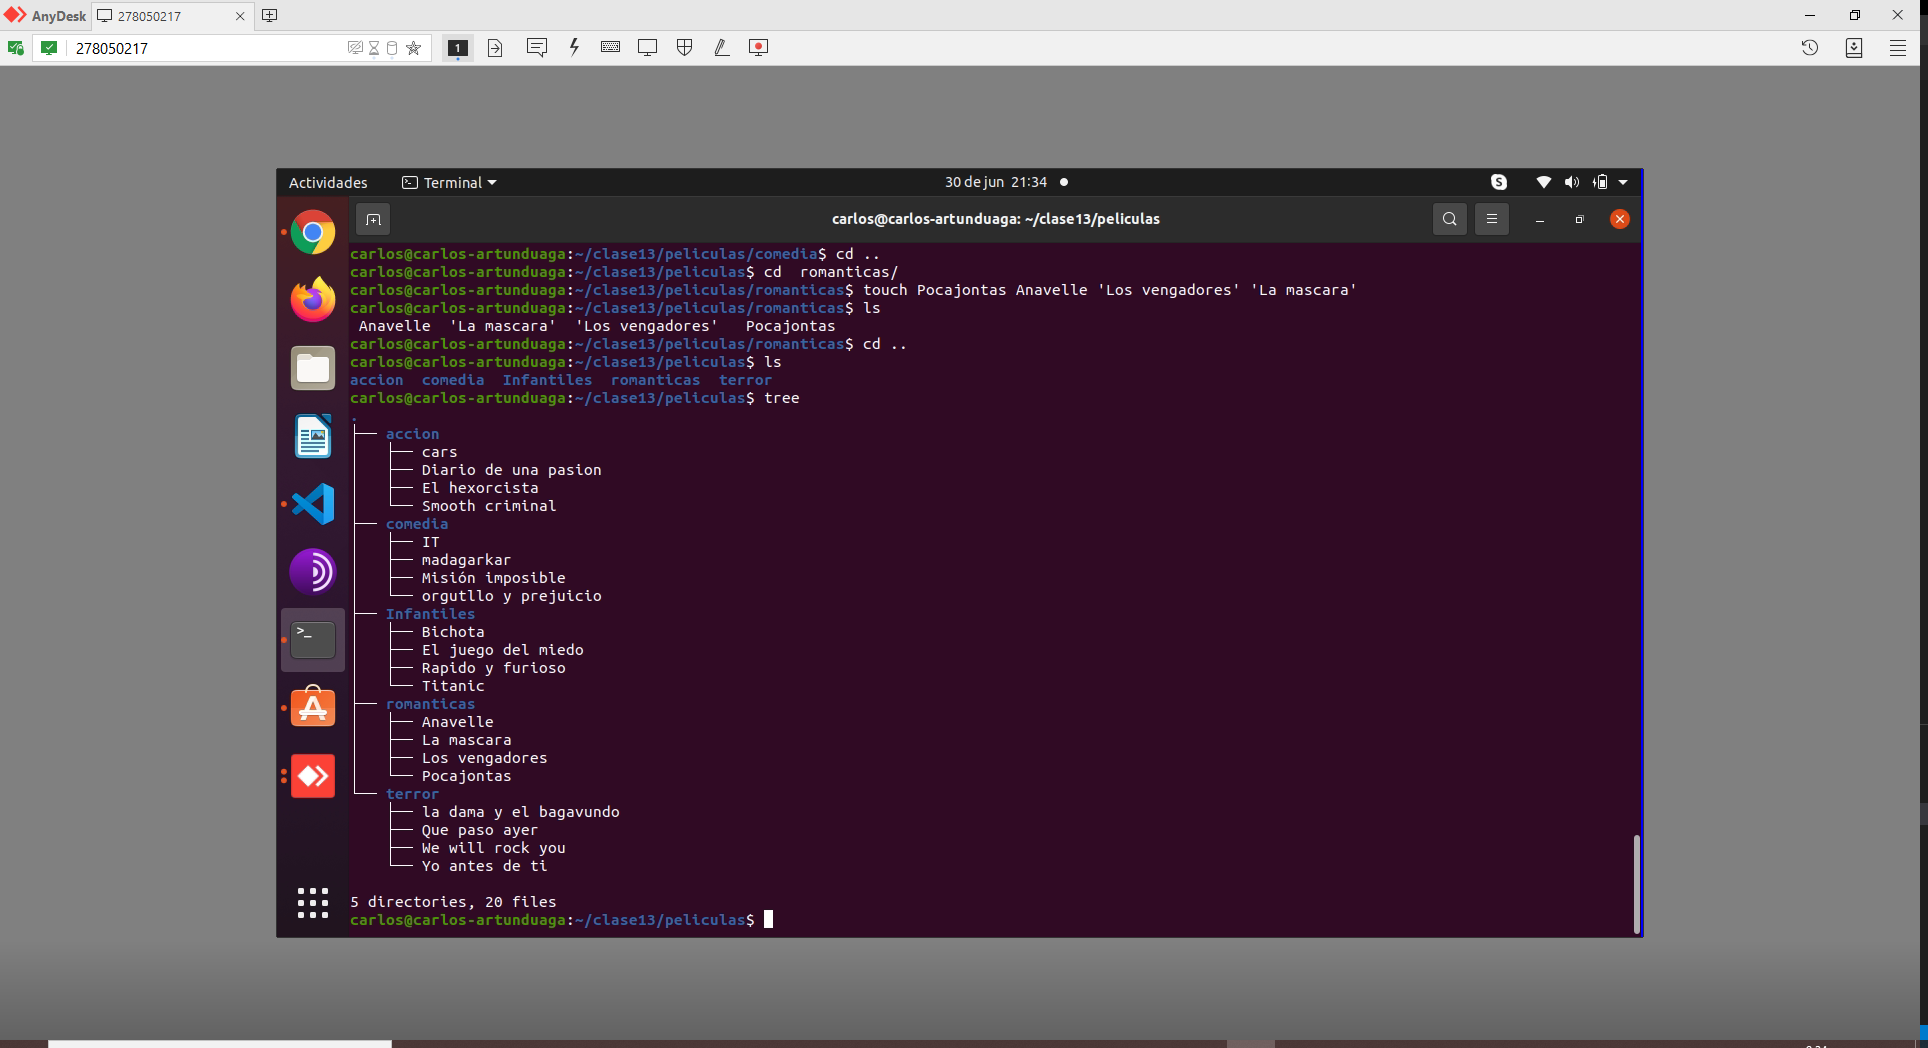 AnyDesk 278050217
278050217 1
Actividades Terminal 30 de jun 21:34
carlos@carlos-artunduaga: ~/clase13/peliculas
carlos@carlos-artunduaga:~/clase13/peliculas/comedia$ cd ..
carlos@carlos-artunduaga:~/clase13/peliculas$ cd  romanticas/
carlos@carlos-artunduaga:~/clase13/peliculas/romanticas$ touch Pocajontas Anavelle 'Los vengadores' 'La mascara'
carlos@carlos-artunduaga:~/clase13/peliculas/romanticas$ ls
Anavelle  'La mascara'  'Los vengadores'   Pocajontas
carlos@carlos-artunduaga:~/clase13/peliculas/romanticas$ cd ..
carlos@carlos-artunduaga:~/clase13/peliculas$ ls
accion  comedia  Infantiles  romanticas  terror
carlos@carlos-artunduaga:~/clase13/peliculas$ tree
.
├── accion
│   ├── cars
│   ├── Diario de una pasion
│   ├── El hexorcista
│   └── Smooth criminal
├── comedia
│   ├── IT
│   ├── madagarkar
│   ├── Misión imposible
│   └── orgutllo y prejuicio
├── Infantiles
│   ├── Bichota
│   ├── El juego del miedo
│   ├── Rapido y furioso
│   └── Titanic
├── romanticas
│   ├── Anavelle
│   ├── La mascara
│   ├── Los vengadores
│   └── Pocajontas
└── terror
    ├── la dama y el bagavundo
    ├── Que paso ayer
    ├── We will rock you
    └── Yo antes de ti
5 directories, 20 files
carlos@carlos-artunduaga:~/clase13/peliculas$